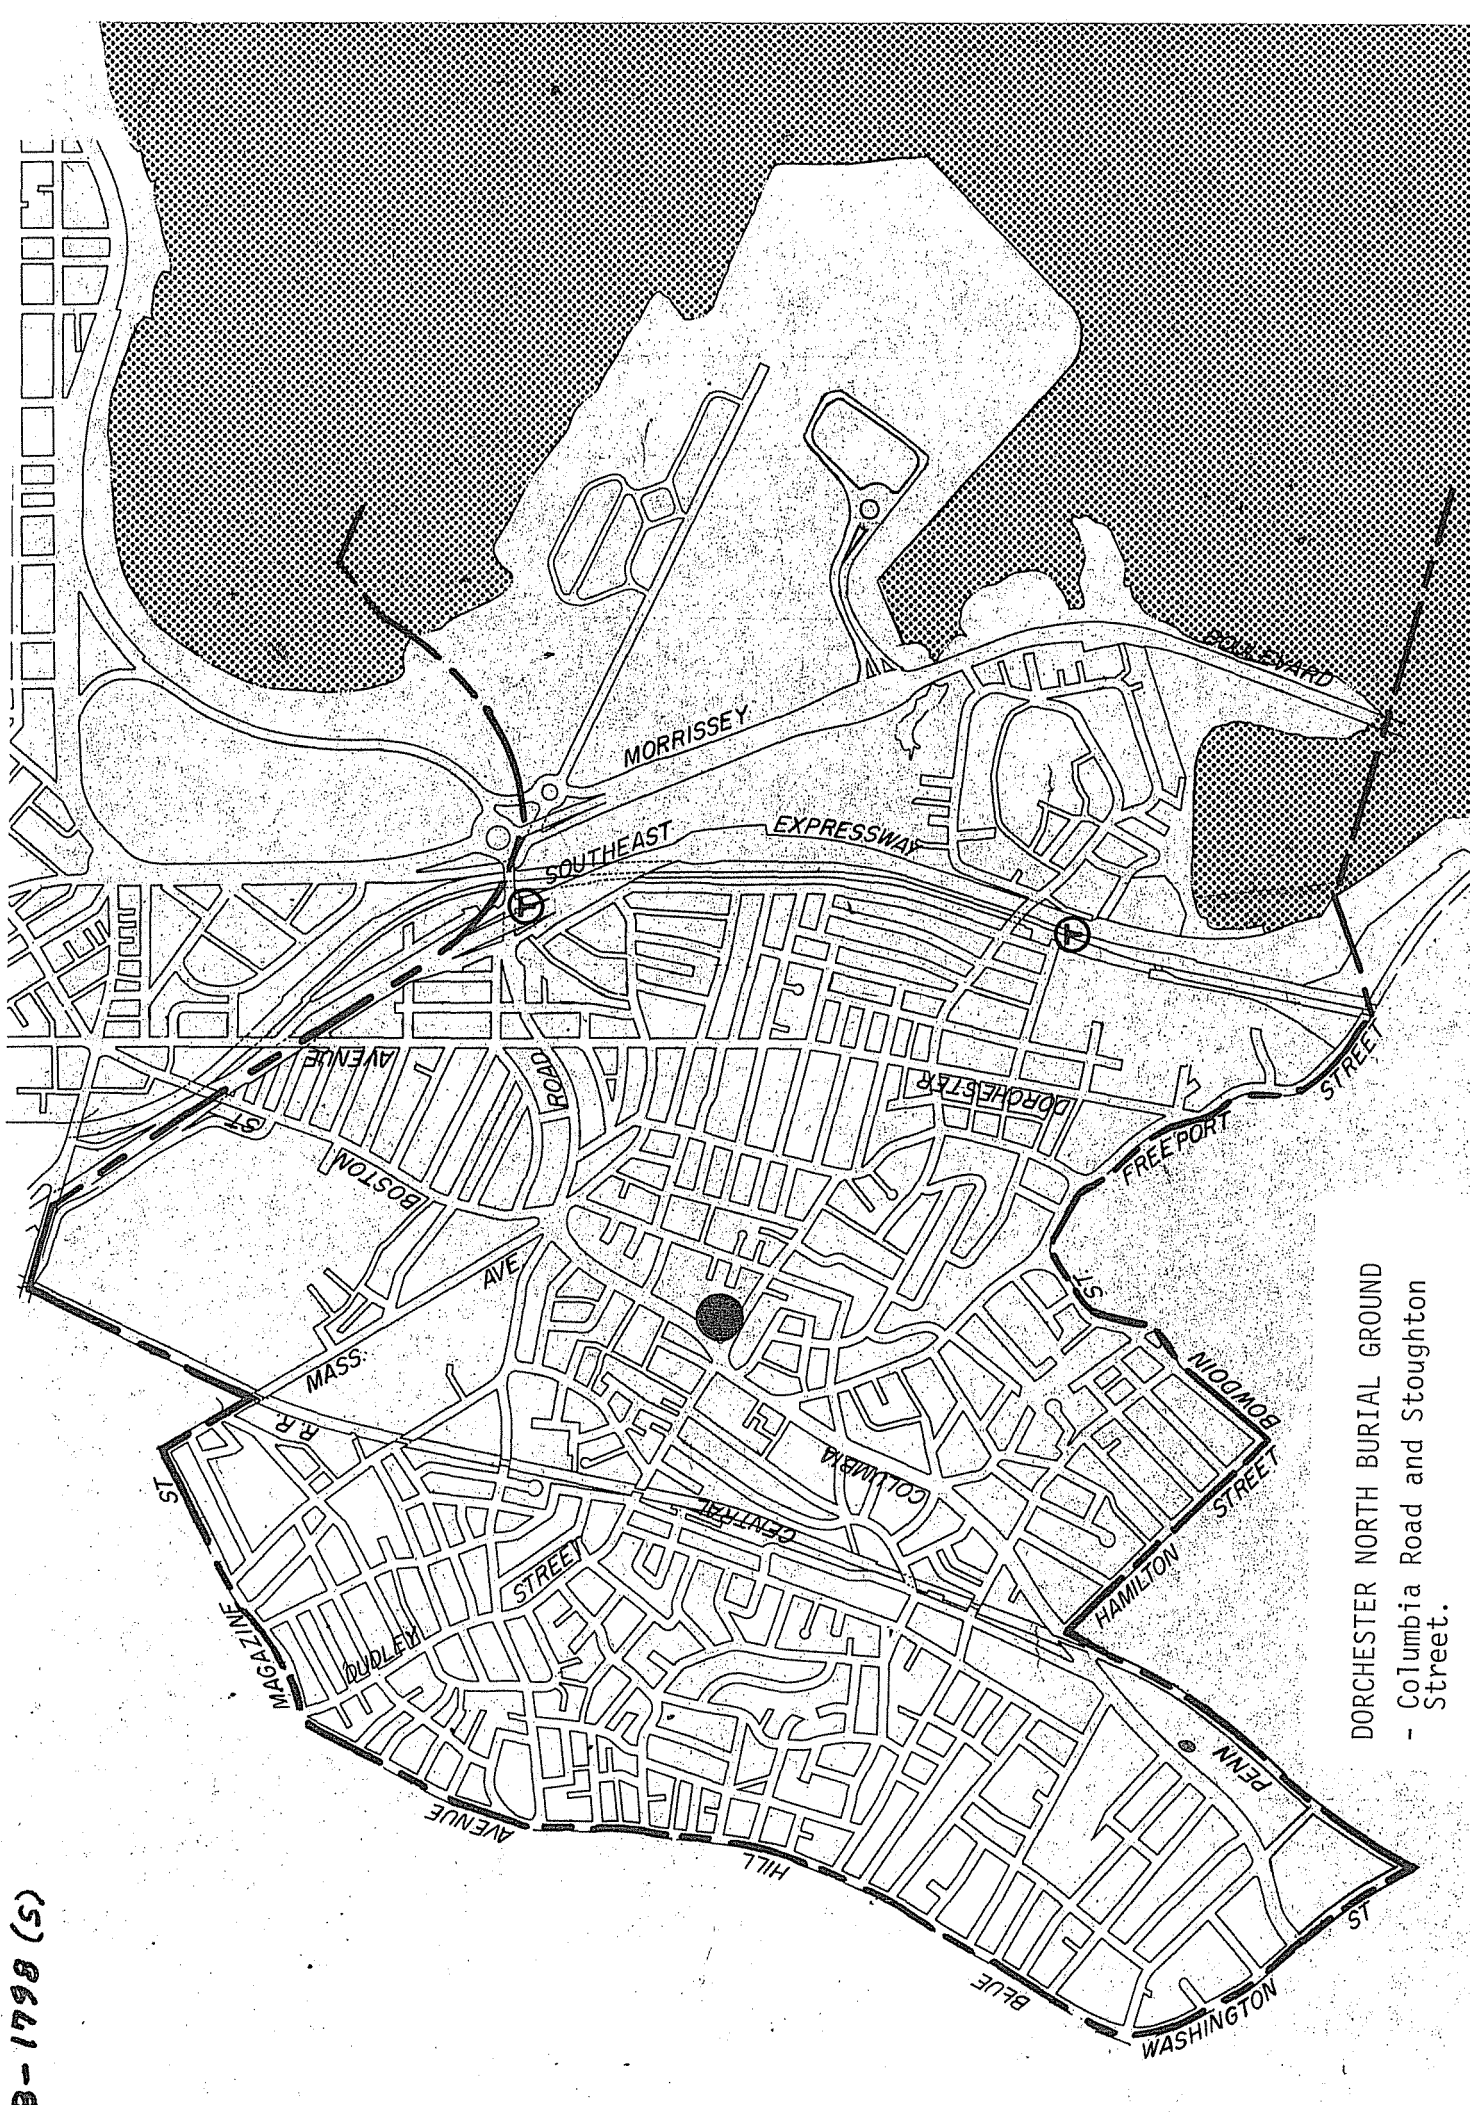 B-1798 (S)
MORRISSEY
BOULEVARD
SOUTHEAST
EXPRESSWAY
T
T
AVENUE
ROAD
DORCHESTER
STREET
FREEPORT
ST
BOSTON
AVE.
MASS.
R.R.
ST
MAGAZINE
DUDLEY
STREET
CENTRAL
COLUMBIA
ST.
BOWDOIN
STREET
HAMILTON
PENN
AVENUE
HILL
BLUE
WASHINGTON
ST
DORCHESTER NORTH BURIAL GROUND
- Columbia Road and Stoughton
Street.